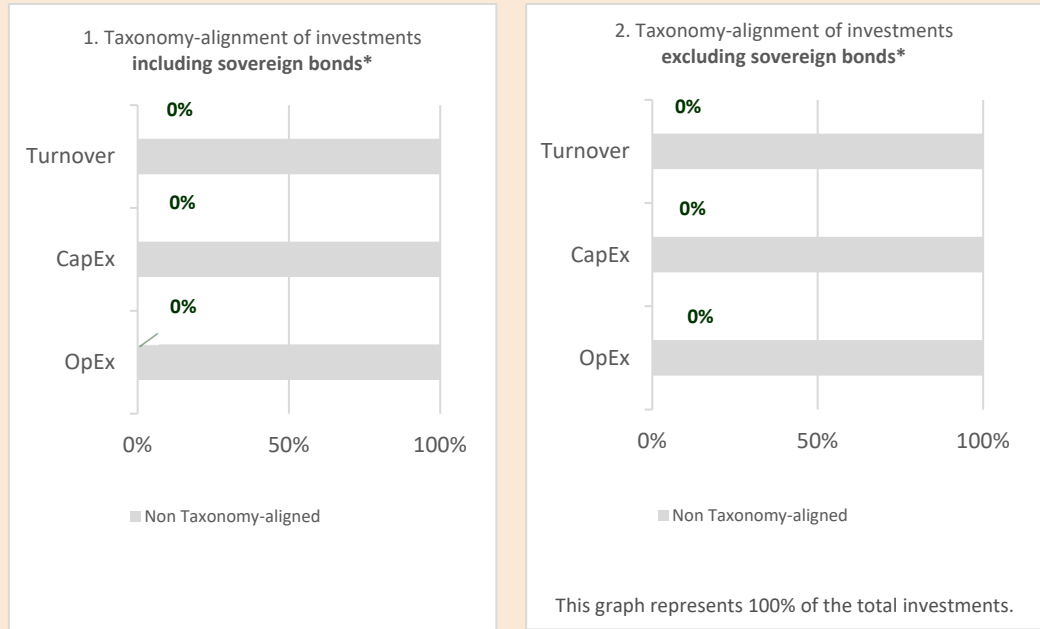 1. Taxonomy-alignment of investments
including sovereign bonds*
0%
Turnover
0%
CapEx
0%
OpEx
0% 50% 100%
Non Taxonomy-aligned
2. Taxonomy-alignment of investments
excluding sovereign bonds*
0%
Turnover
0%
CapEx
0%
OpEx
0% 50% 100%
Non Taxonomy-aligned
This graph represents 100% of the total investments.